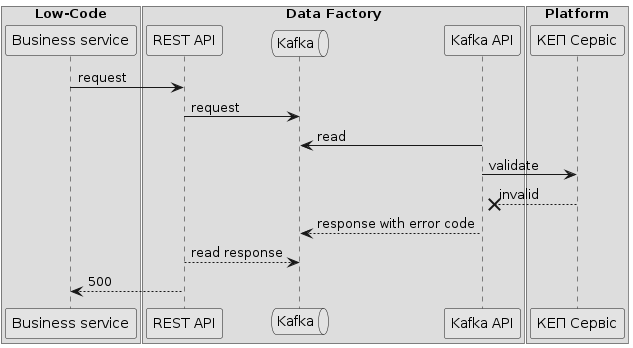 Low-Code
Data Factory
Platform
Business service
REST API
Kafka
Kafka API
КЕП Сервіс
request
request
read
validate
invalid
response with error code
read response
500
Business service
REST API
Kafka
Kafka API
КЕП Сервіс